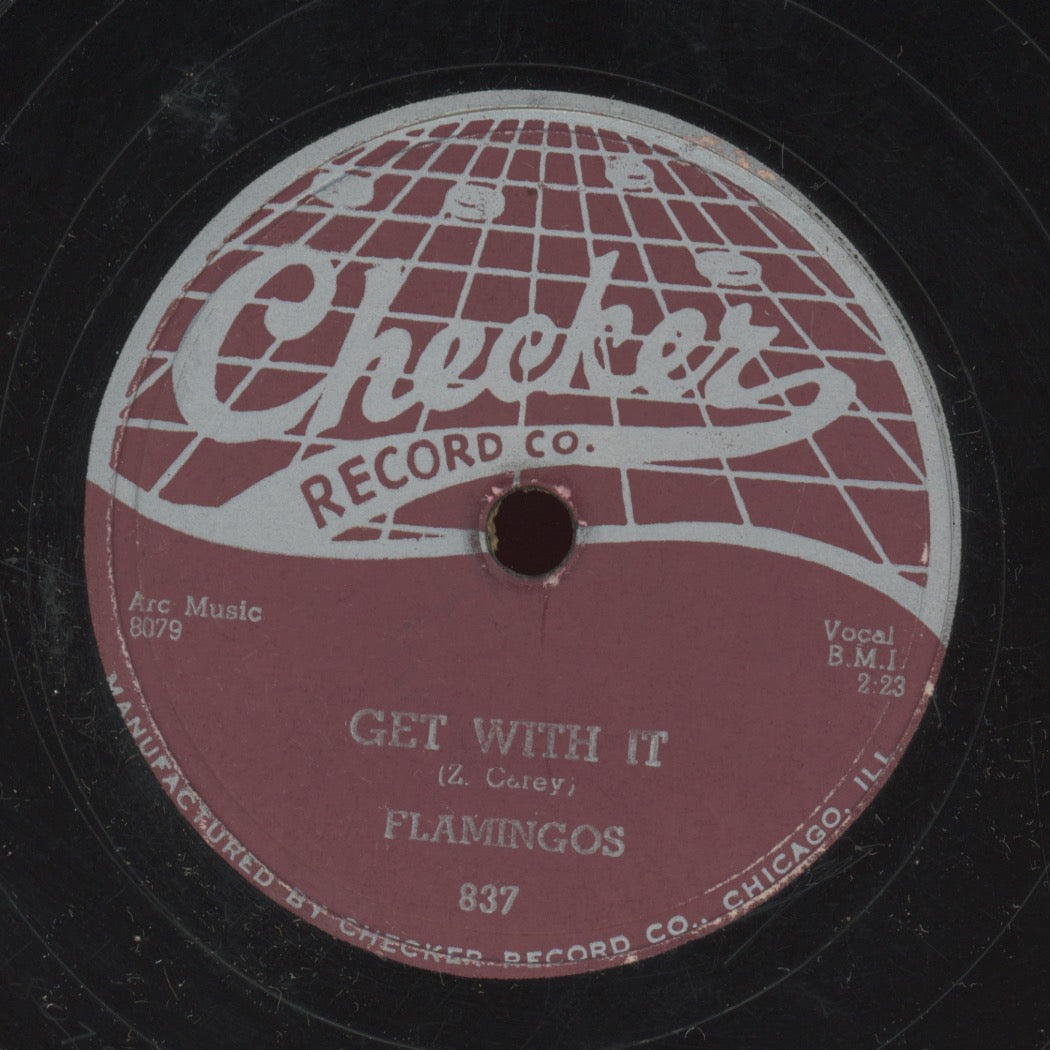 Checker
RECORD CO.
Arc Music
8079
Vocal
B.M.I.
2:23
GET WITH IT
(Z. Carey)
FLAMINGOS
837
MANUFACTURED BY CHECKER RECORD CO., CHICAGO, ILL